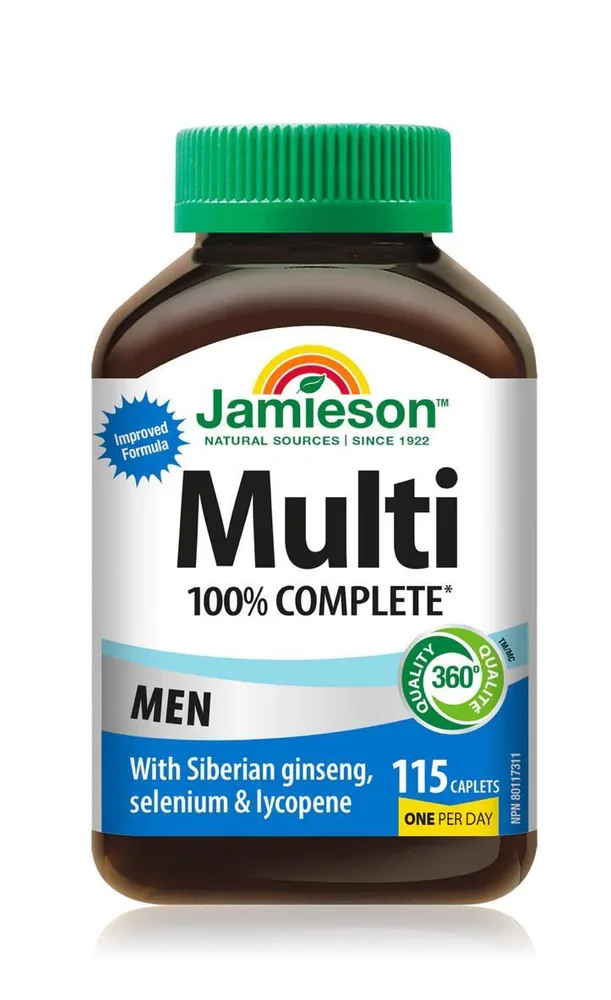 Jamieson™
NATURAL SOURCES | SINCE 1922
Improved
Formula
Multi
100% COMPLETE*
QUALITY
360°
QUALITÉ
TM/MC
MEN
With Siberian ginseng,
selenium & lycopene
115 CAPLETS
ONE PER DAY
NPN 80117311